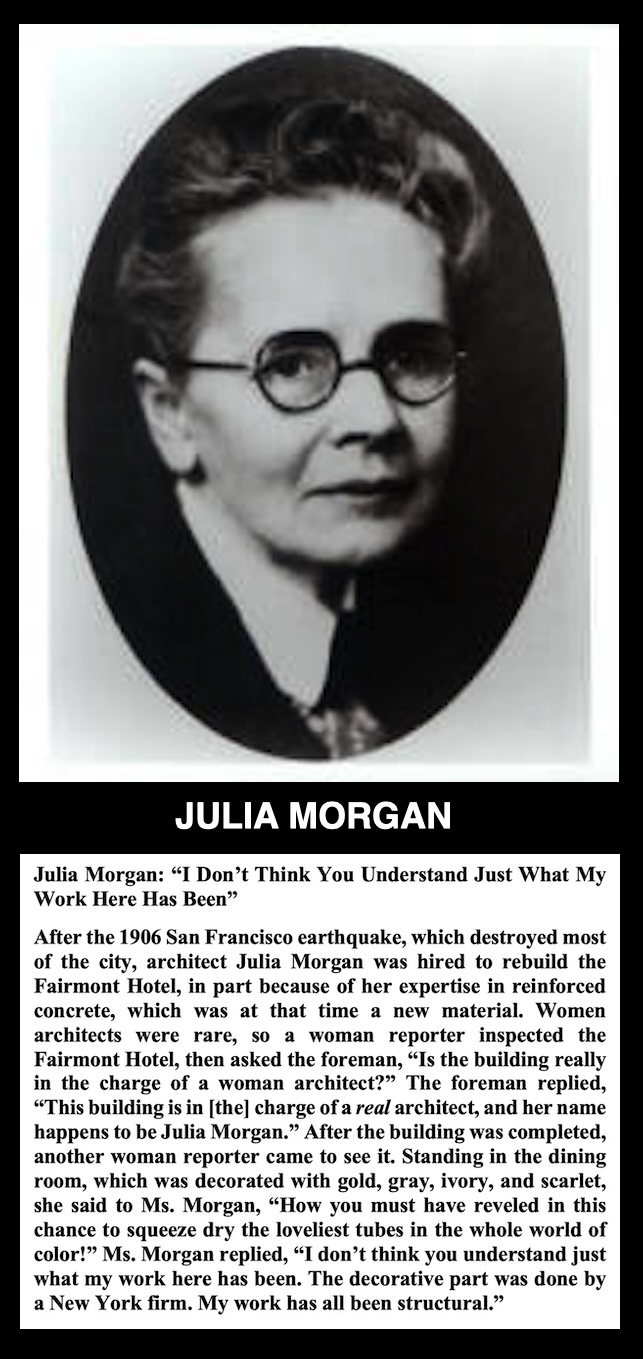 JULIA MORGAN
Julia Morgan: “I Don’t Think You Understand Just What My
Work Here Has Been”
After the 1906 San Francisco earthquake, which destroyed most
of the city, architect Julia Morgan was hired to rebuild the
Fairmont Hotel, in part because of her expertise in reinforced
concrete, which was at that time a new material. Women
architects were rare, so a woman reporter inspected the
Fairmont Hotel, then asked the foreman, “Is the building really
in the charge of a woman architect?” The foreman replied,
“This building is in [the] charge of a real architect, and her name
happens to be Julia Morgan.” After the building was completed,
another woman reporter came to see it. Standing in the dining
room, which was decorated with gold, gray, ivory, and scarlet,
she said to Ms. Morgan, “How you must have reveled in this
chance to squeeze dry the loveliest tubes in the whole world of
color!” Ms. Morgan replied, “I don’t think you understand just
what my work here has been. The decorative part was done by
a New York firm. My work has all been structural.”